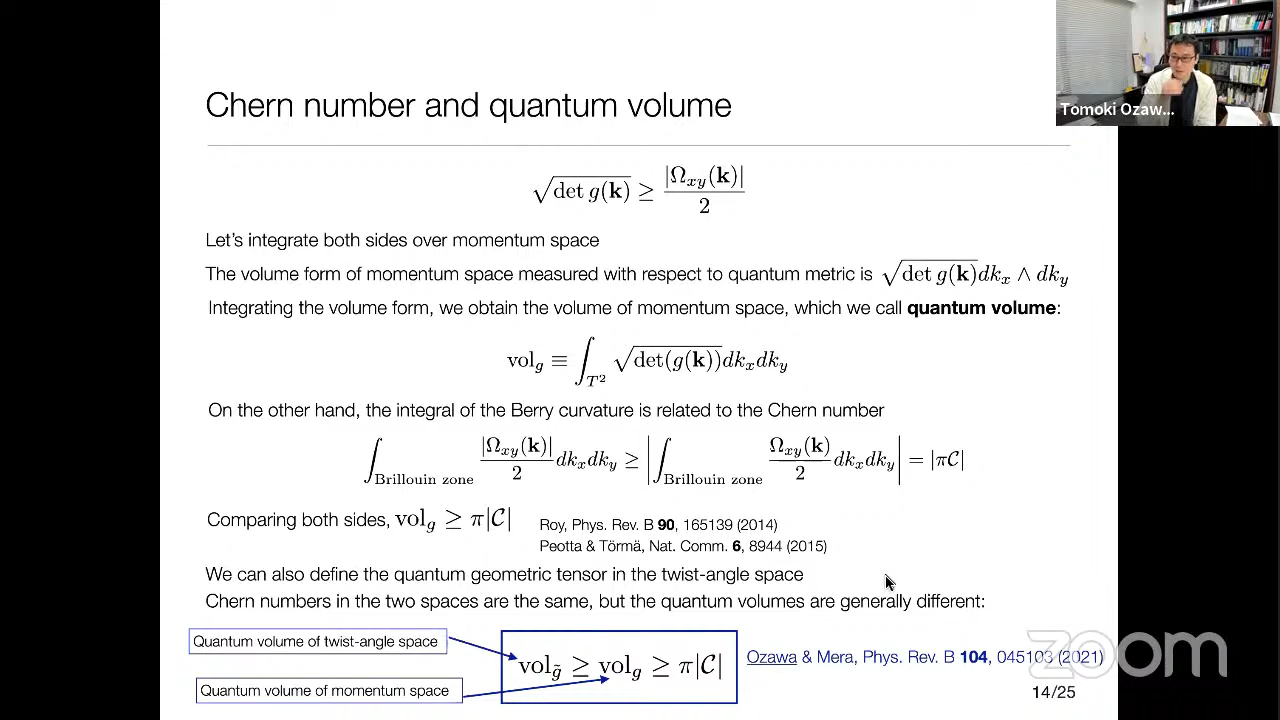 Tomoki Ozaw...
Chern number and quantum volume
√det g(𝐤) ≥ |Ω_xy(𝐤)| / 2
Let's integrate both sides over momentum space
The volume form of momentum space measured with respect to quantum metric is √det g(𝐤) dk_x ∧ dk_y
Integrating the volume form, we obtain the volume of momentum space, which we call quantum volume:
vol_g ≡ ∫_{T²} √det(g(𝐤)) dk_x dk_y
On the other hand, the integral of the Berry curvature is related to the Chern number
∫_{Brillouin zone} |Ω_xy(𝐤)|/2 dk_x dk_y ≥ |∫_{Brillouin zone} Ω_xy(𝐤)/2 dk_x dk_y| = |π𝒞|
Comparing both sides, vol_g ≥ π|𝒞|
Roy, Phys. Rev. B 90, 165139 (2014)
Peotta & Törmä, Nat. Comm. 6, 8944 (2015)
We can also define the quantum geometric tensor in the twist-angle space
Chern numbers in the two spaces are the same, but the quantum volumes are generally different:
Quantum volume of twist-angle space
Quantum volume of momentum space
vol_g̃ ≥ vol_g ≥ π|𝒞|
Ozawa & Mera, Phys. Rev. B 104, 045103 (2021)
zoom
14/25